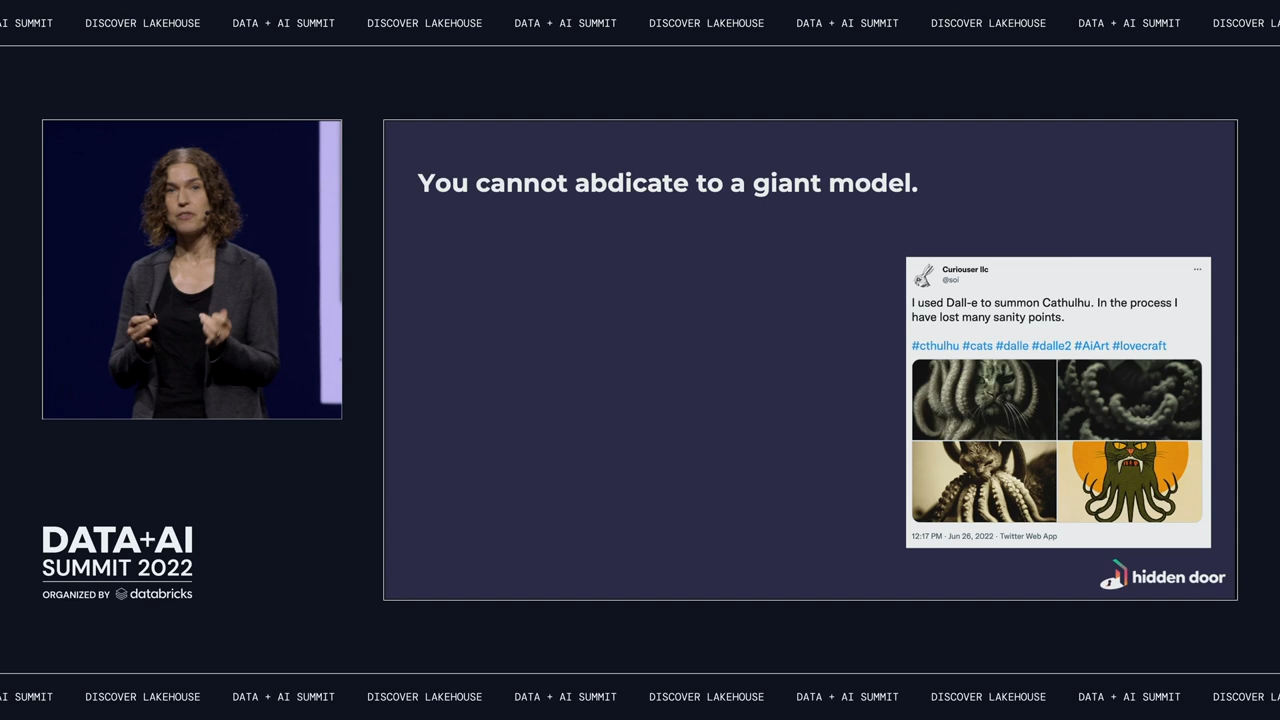 AI SUMMIT DISCOVER LAKEHOUSE DATA + AI SUMMIT DISCOVER LAKEHOUSE DATA + AI SUMMIT DISCOVER LAKEHOUSE DATA + AI SUMMIT DISCOVER LAKEHOUSE DATA + AI SUMMIT DISCOVER
You cannot abdicate to a giant model.
Curiouser llc
@soi
I used Dall-e to summon Cathulhu. In the process I
have lost many sanity points.
#cthulhu #cats #dalle #dalle2 #AiArt #lovecraft
12:17 PM · Jun 26, 2022 · Twitter Web App
hidden door
DATA+AI
SUMMIT 2022
ORGANIZED BY databricks
AI SUMMIT DISCOVER LAKEHOUSE DATA + AI SUMMIT DISCOVER LAKEHOUSE DATA + AI SUMMIT DISCOVER LAKEHOUSE DATA + AI SUMMIT DISCOVER LAKEHOUSE DATA + AI SUMMIT DISCOVER